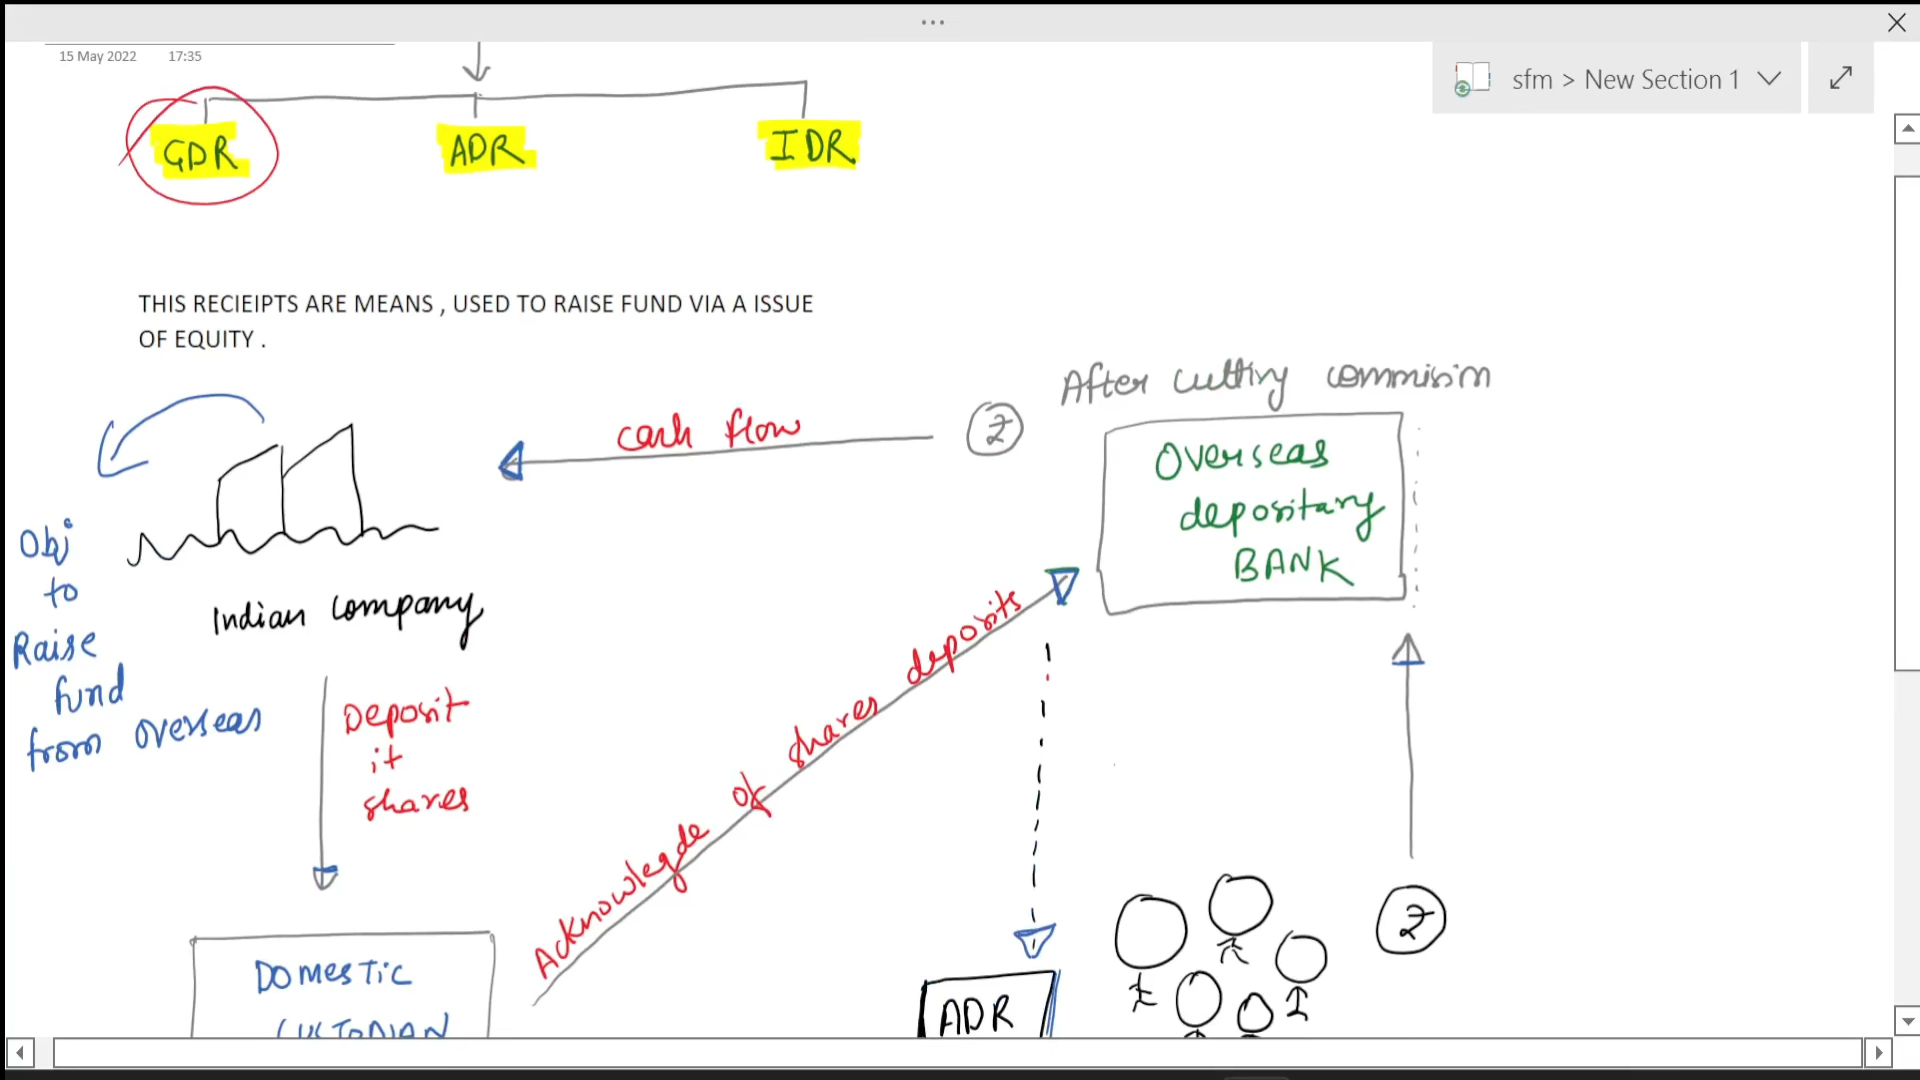 15 May 2022 17:35
sfm > New Section 1
GDR
ADR
IDR
THIS RECIEIPTS ARE MEANS , USED TO RAISE FUND VIA A ISSUE
OF EQUITY .
After cutting
cash flow
₹
Overseas
depositary
BANK
Indian company
Obj
to
Raise
fund
from overseas
Deposit
it
shares
Acknowlegde of shares deposits
₹
DOMESTIC
CUSTODIAN
ADR